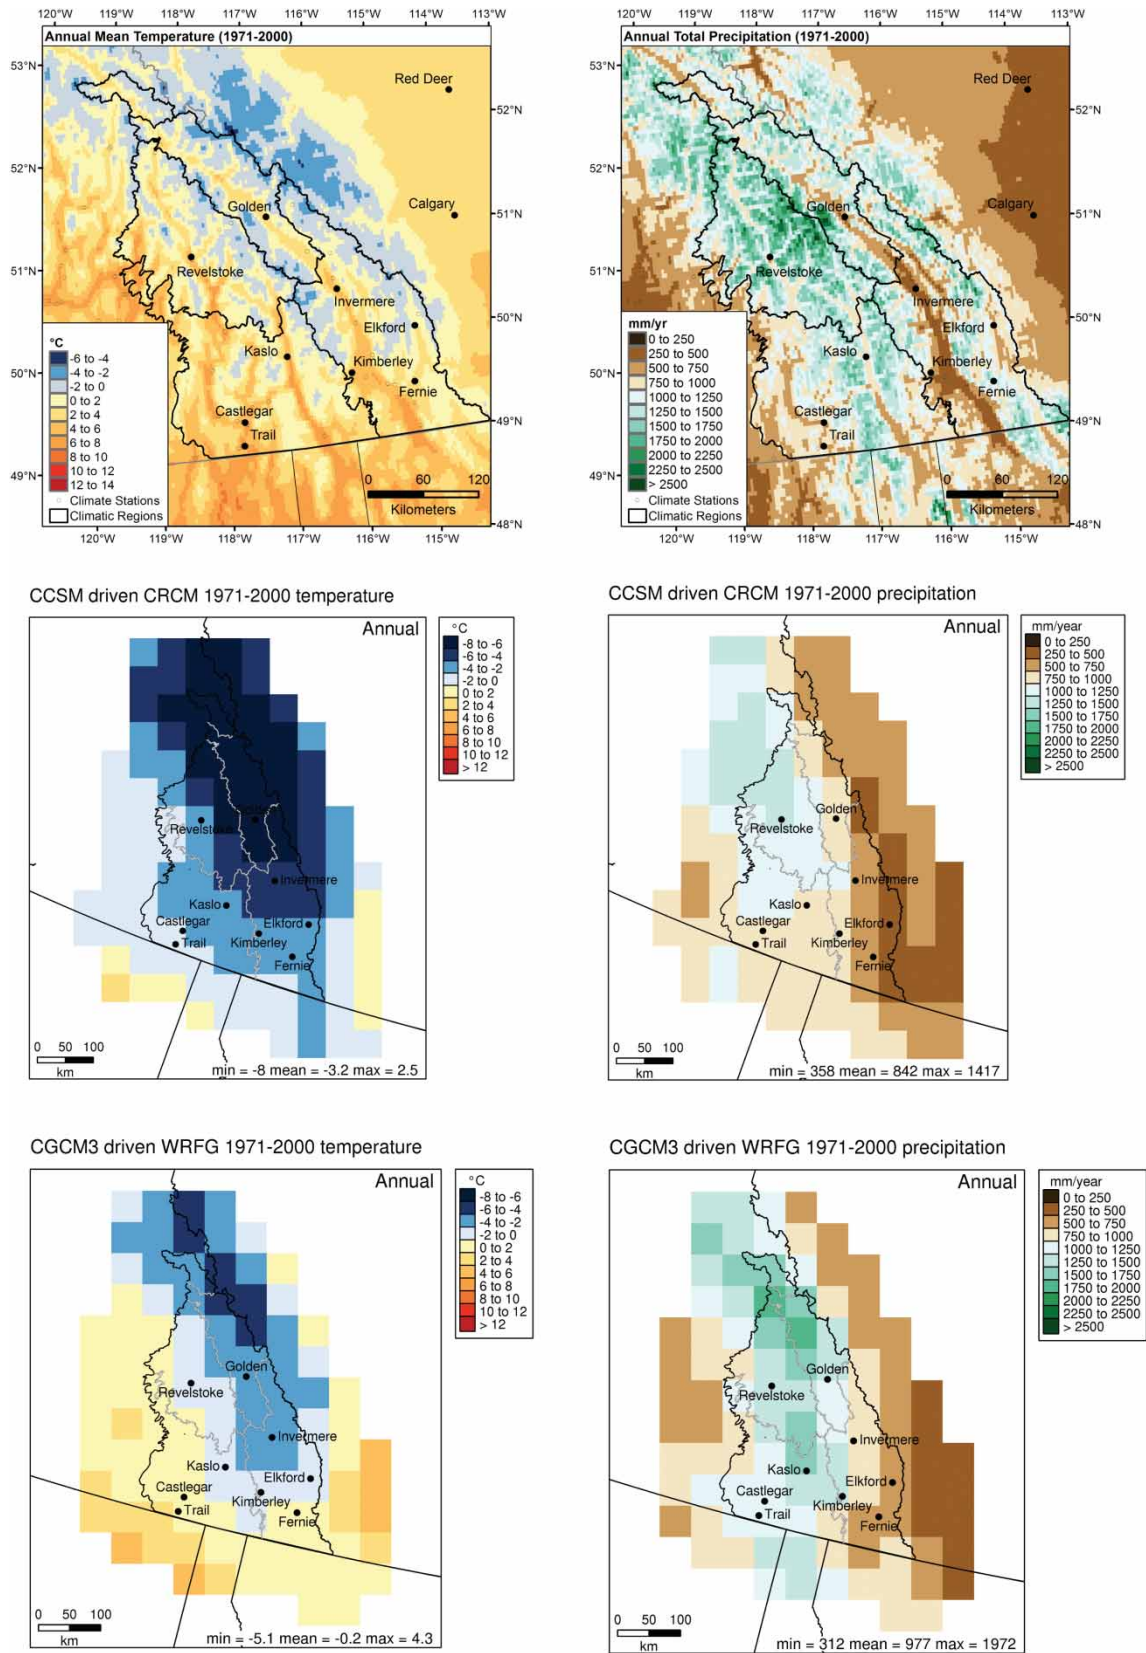 120°W 119°W 118°W 117°W 116°W 115°W 114°W 113°W
Annual Mean Temperature (1971-2000)
53°N
52°N
51°N
50°N
49°N
52°N
51°N
50°N
49°N
48°N
Red Deer
Calgary
Golden
Revelstoke
Invermere
Elkford
Kaslo
Kimberley
Fernie
Castlegar
Trail
°C
-6 to -4
-4 to -2
-2 to 0
0 to 2
2 to 4
4 to 6
6 to 8
8 to 10
10 to 12
12 to 14
Climate Stations
Climatic Regions
0 60 120
Kilometers
120°W 119°W 118°W 117°W 116°W 115°W
120°W 119°W 118°W 117°W 116°W 115°W 114°W 113°W
Annual Total Precipitation (1971-2000)
53°N
52°N
51°N
50°N
49°N
52°N
51°N
50°N
49°N
48°N
Red Deer
Calgary
Golden
Revelstoke
Invermere
Elkford
Kaslo
Kimberley
Fernie
Castlegar
Trail
mm/yr
0 to 250
250 to 500
500 to 750
750 to 1000
1000 to 1250
1250 to 1500
1500 to 1750
1750 to 2000
2000 to 2250
2250 to 2500
> 2500
Climate Stations
Climatic Regions
0 60 120
Kilometers
120°W 119°W 118°W 117°W 116°W 115°W 114°W
CCSM driven CRCM 1971-2000 temperature
Annual
Revelstoke
Golden
Invermere
Kaslo
Castlegar
Elkford
Trail
Kimberley
Fernie
0 50 100
km
min = -8 mean = -3.2 max = 2.5
°C
-8 to -6
-6 to -4
-4 to -2
-2 to 0
0 to 2
2 to 4
4 to 6
6 to 8
8 to 10
10 to 12
> 12
CCSM driven CRCM 1971-2000 precipitation
Annual
Golden
Revelstoke
Invermere
Kaslo
Castlegar
Elkford
Trail
Kimberley
Fernie
0 50 100
km
min = 358 mean = 842 max = 1417
mm/year
0 to 250
250 to 500
500 to 750
750 to 1000
1000 to 1250
1250 to 1500
1500 to 1750
1750 to 2000
2000 to 2250
2250 to 2500
> 2500
CGCM3 driven WRFG 1971-2000 temperature
Annual
Golden
Revelstoke
Invermere
Kaslo
Elkford
Castlegar
Kimberley
Trail
Fernie
0 50 100
km
min = -5.1 mean = -0.2 max = 4.3
°C
-8 to -6
-6 to -4
-4 to -2
-2 to 0
0 to 2
2 to 4
4 to 6
6 to 8
8 to 10
10 to 12
> 12
CGCM3 driven WRFG 1971-2000 precipitation
Annual
Golden
Revelstoke
Invermere
Kaslo
Elkford
Castlegar
Kimberley
Trail
Fernie
0 50 100
km
min = 312 mean = 977 max = 1972
mm/year
0 to 250
250 to 500
500 to 750
750 to 1000
1000 to 1250
1250 to 1500
1500 to 1750
1750 to 2000
2000 to 2250
2250 to 2500
> 2500